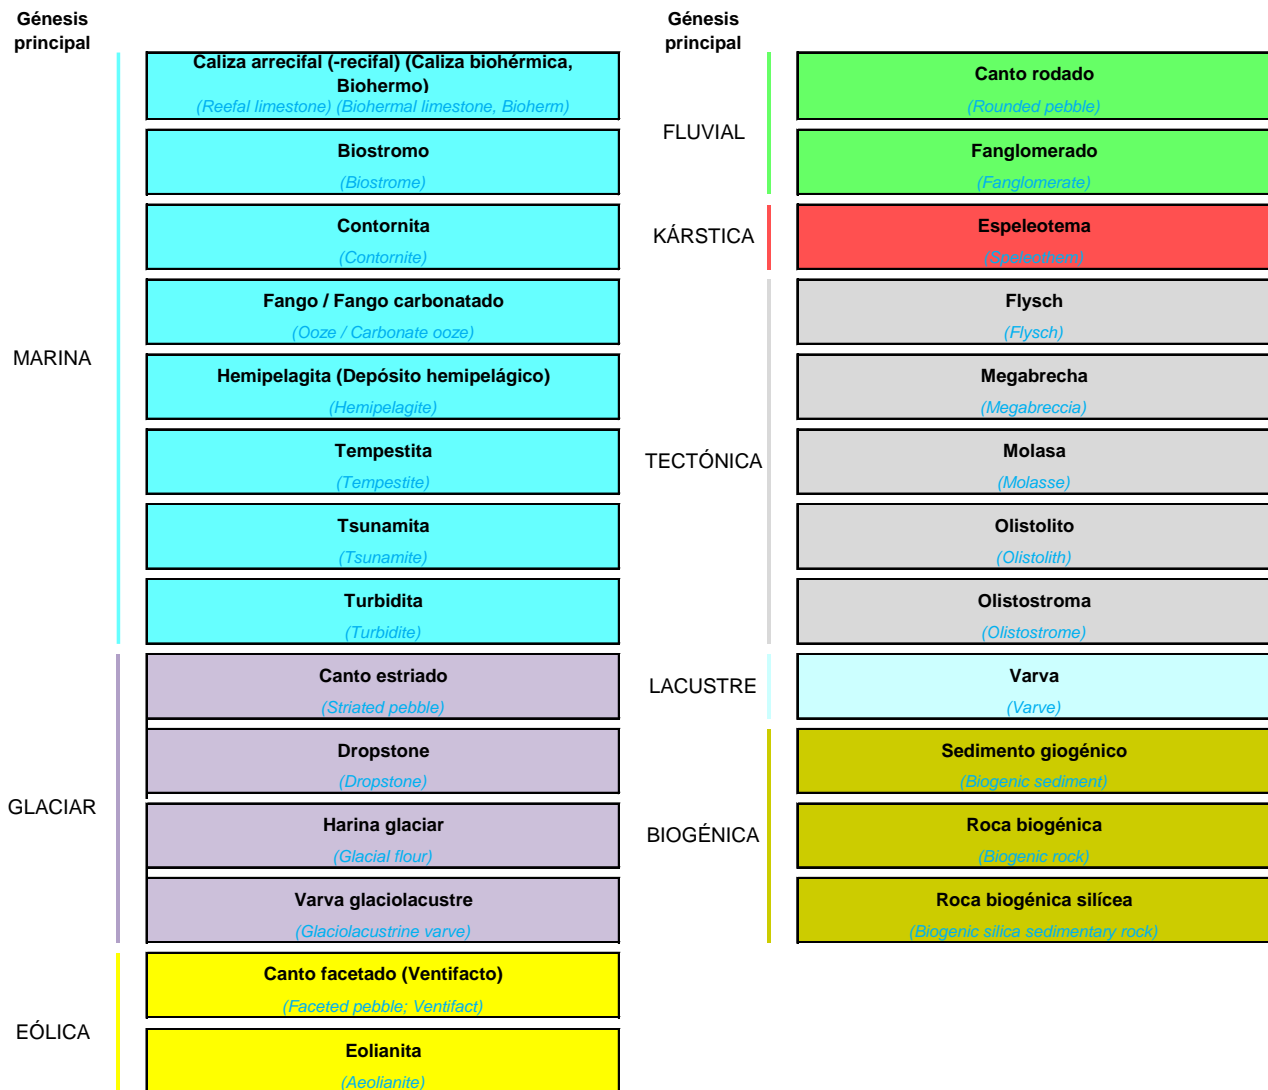 Génesis
principal
MARINA
Caliza arrecifal (-recifal) (Caliza biohérmica,
Biohermo)
(Reefal limestone) (Biohermal limestone, Bioherm)
Biostromo
(Biostrome)
Contornita
(Contornite)
Fango / Fango carbonatado
(Ooze / Carbonate ooze)
Hemipelagita (Depósito hemipelágico)
(Hemipelagite)
Tempestita
(Tempestite)
Tsunamita
(Tsunamite)
Turbidita
(Turbidite)
GLACIAR
Canto estriado
(Striated pebble)
Dropstone
(Dropstone)
Harina glaciar
(Glacial flour)
Varva glaciolacustre
(Glaciolacustrine varve)
EÓLICA
Canto facetado (Ventifacto)
(Faceted pebble; Ventifact)
Eolianita
(Aeolianite)
Génesis
principal
FLUVIAL
Canto rodado
(Rounded pebble)
Fanglomerado
(Fanglomerate)
KÁRSTICA
Espeleotema
(Speleothem)
TECTÓNICA
Flysch
(Flysch)
Megabrecha
(Megabreccia)
Molasa
(Molasse)
Olistolito
(Olistolith)
Olistostroma
(Olistostrome)
LACUSTRE
Varva
(Varve)
BIOGÉNICA
Sedimento giogénico
(Biogenic sediment)
Roca biogénica
(Biogenic rock)
Roca biogénica silícea
(Biogenic silica sedimentary rock)